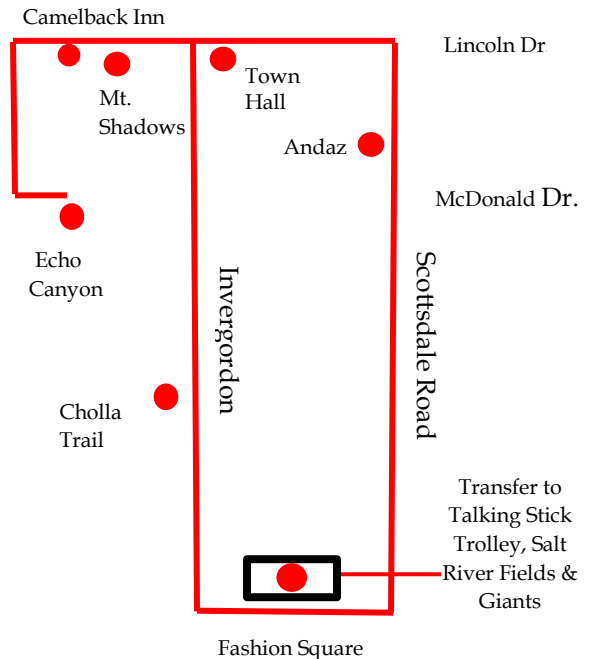 Camelback Inn
Lincoln Dr
Town
Hall
Mt.
Shadows
Andaz
McDonald Dr.
Echo
Canyon
Invergordon
Scottsdale Road
Cholla
Trail
Transfer to
Talking Stick
Trolley, Salt
River Fields &
Giants
Fashion Square